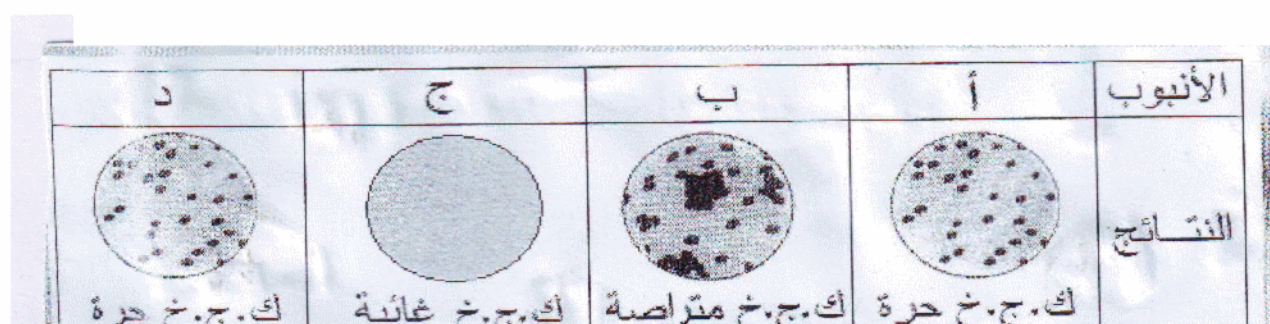 الأنبوب أ ب ج د
النتائج
ك.ج.خ حرة ك.ج.خ متراصة ك.ج.خ غائبة ك.ج.خ حرة